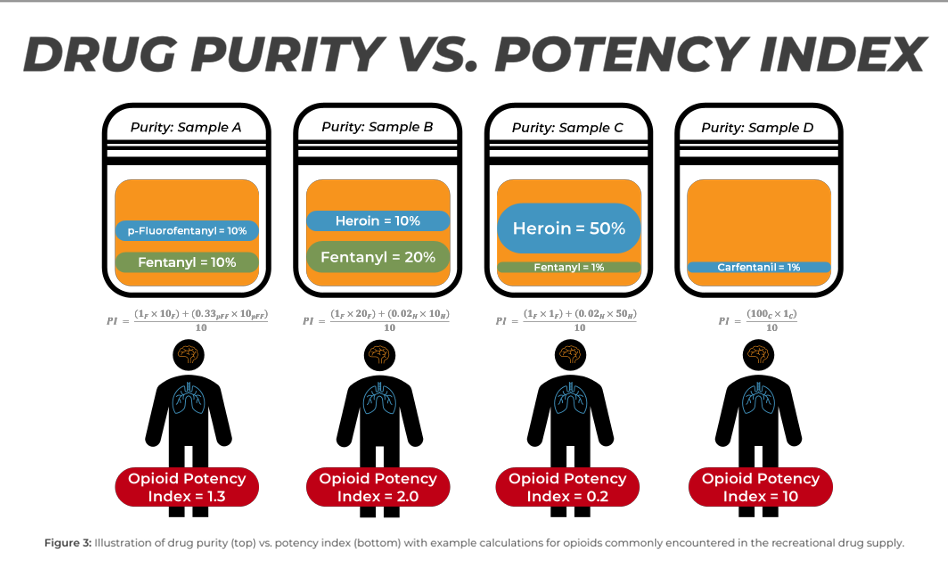 DRUG PURITY VS. POTENCY INDEX
Purity: Sample A
p-Fluorofentanyl = 10%
Fentanyl = 10%
PI = (1F × 10F) + (0.33pFF × 10pFF) / 10
Opioid Potency
Index = 1.3
Purity: Sample B
Heroin = 10%
Fentanyl = 20%
PI = (1F × 20F) + (0.02H × 10H) / 10
Opioid Potency
Index = 2.0
Purity: Sample C
Heroin = 50%
Fentanyl = 1%
PI = (1F × 1F) + (0.02H × 50H) / 10
Opioid Potency
Index = 0.2
Purity: Sample D
Carfentanil = 1%
PI = (100C × 1C) / 10
Opioid Potency
Index = 10
Figure 3: Illustration of drug purity (top) vs. potency index (bottom) with example calculations for opioids commonly encountered in the recreational drug supply.